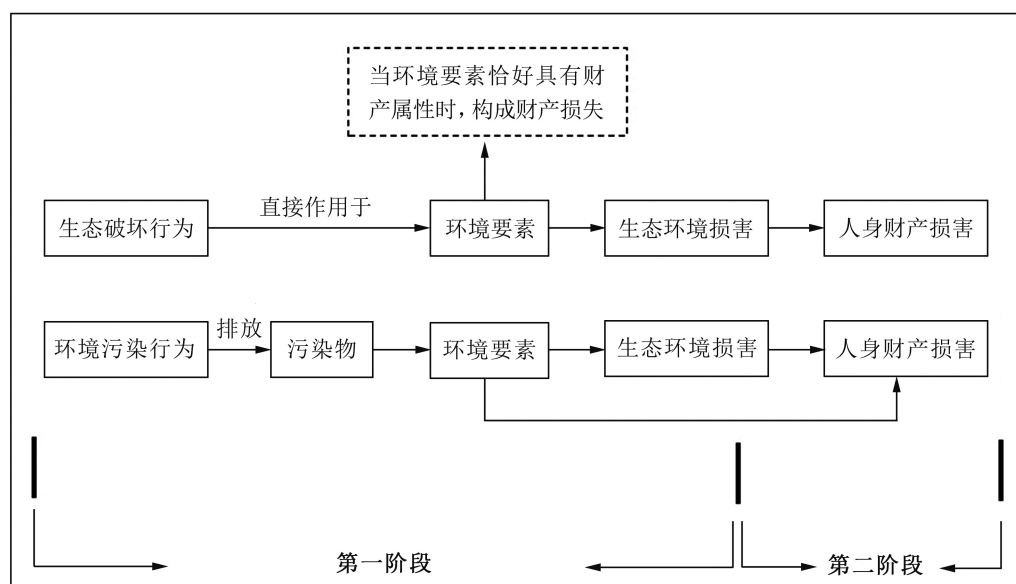 当环境要素恰好具有财
产属性时，构成财产损失
直接作用于
生态破坏行为
环境要素
生态环境损害
人身财产损害
排放
环境污染行为
污染物
环境要素
生态环境损害
人身财产损害
第一阶段
第二阶段